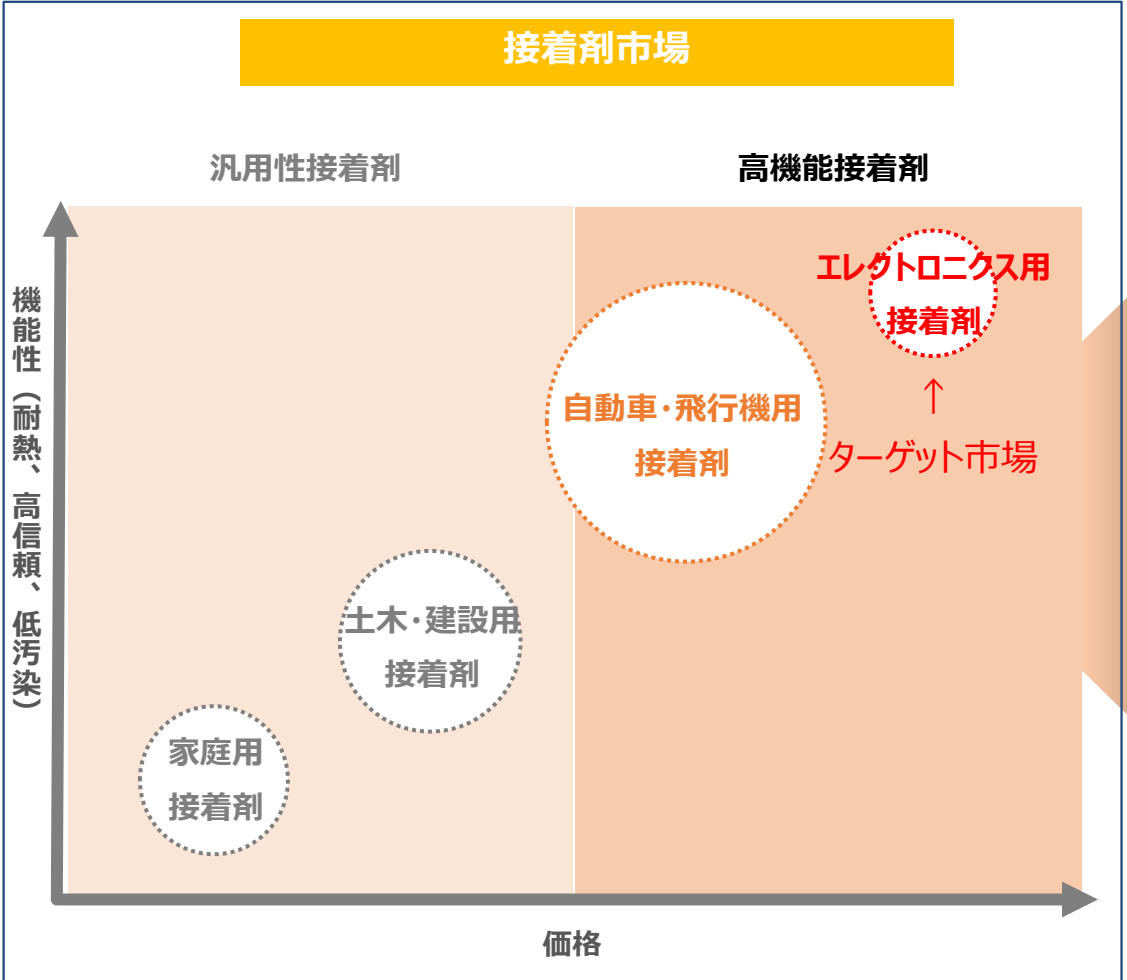 接着剤市場
汎用性接着剤
高機能接着剤
機能性（耐熱、高信頼、低汚染）
エレクトロニクス用
接着剤
↑
ターゲット市場
自動車・飛行機用
接着剤
土木・建設用
接着剤
家庭用
接着剤
価格